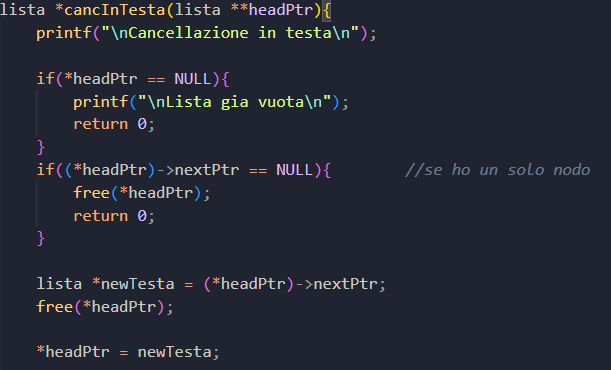 lista *cancInTesta(lista **headPtr){
printf("\nCancellazione in testa\n");
if(*headPtr == NULL){
printf("\nLista gia vuota\n");
return 0;
}
if((*headPtr)->nextPtr == NULL){ //se ho un solo nodo
free(*headPtr);
return 0;
}
lista *newTesta = (*headPtr)->nextPtr;
free(*headPtr);
*headPtr = newTesta;